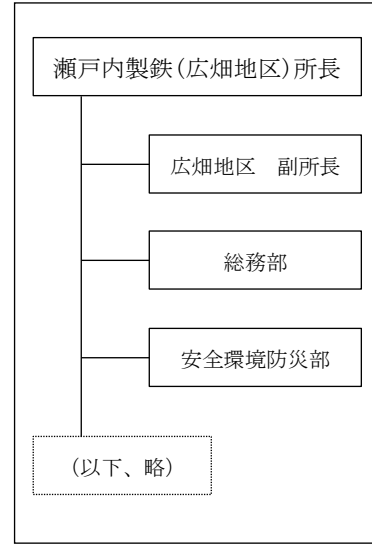 瀬戸内製鉄(広畑地区)所長
広畑地区　副所長
総務部
安全環境防災部
(以下、略)